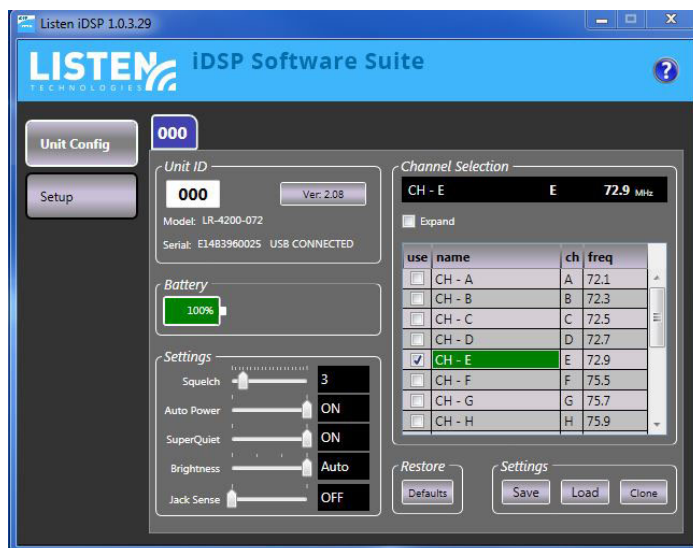 Listen iDSP 1.0.3.29
LISTEN
TECHNOLOGIES
iDSP Software Suite
?
Unit Config
Setup
000
Unit ID
000
Ver: 2.08
Model: LR-4200-072
Serial: E14B3960025 USB CONNECTED
Battery
100%
Settings
Squelch 3
Auto Power ON
SuperQuiet ON
Brightness Auto
Jack Sense OFF
Channel Selection
CH - E E 72.9 MHz
Expand
use name ch freq
CH - A A 72.1
CH - B B 72.3
CH - C C 72.5
CH - D D 72.7
CH - E E 72.9
CH - F F 75.5
CH - G G 75.7
CH - H H 75.9
Restore
Defaults
Settings
Save Load Clone